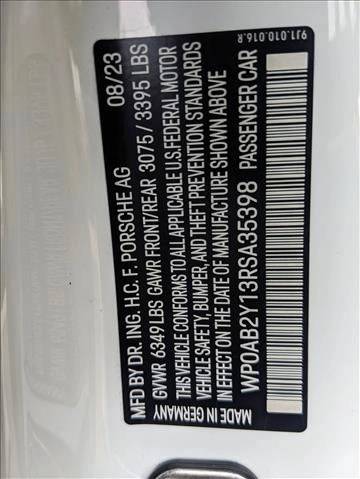 9J1.010.016.R
MFD BY DR. ING. H.C. F. PORSCHE AG 08/23
GVWR 6349 LBS GAWR FRONT/REAR 3075 / 3395 LBS
THIS VEHICLE CONFORMS TO ALL APPLICABLE U.S.FEDERAL MOTOR
VEHICLE SAFETY, BUMPER, AND THEFT PREVENTION STANDARDS
IN EFFECT ON THE DATE OF MANUFACTURE SHOWN ABOVE
WP0AB2Y13RSA35398 PASSENGER CAR
MADE IN GERMANY